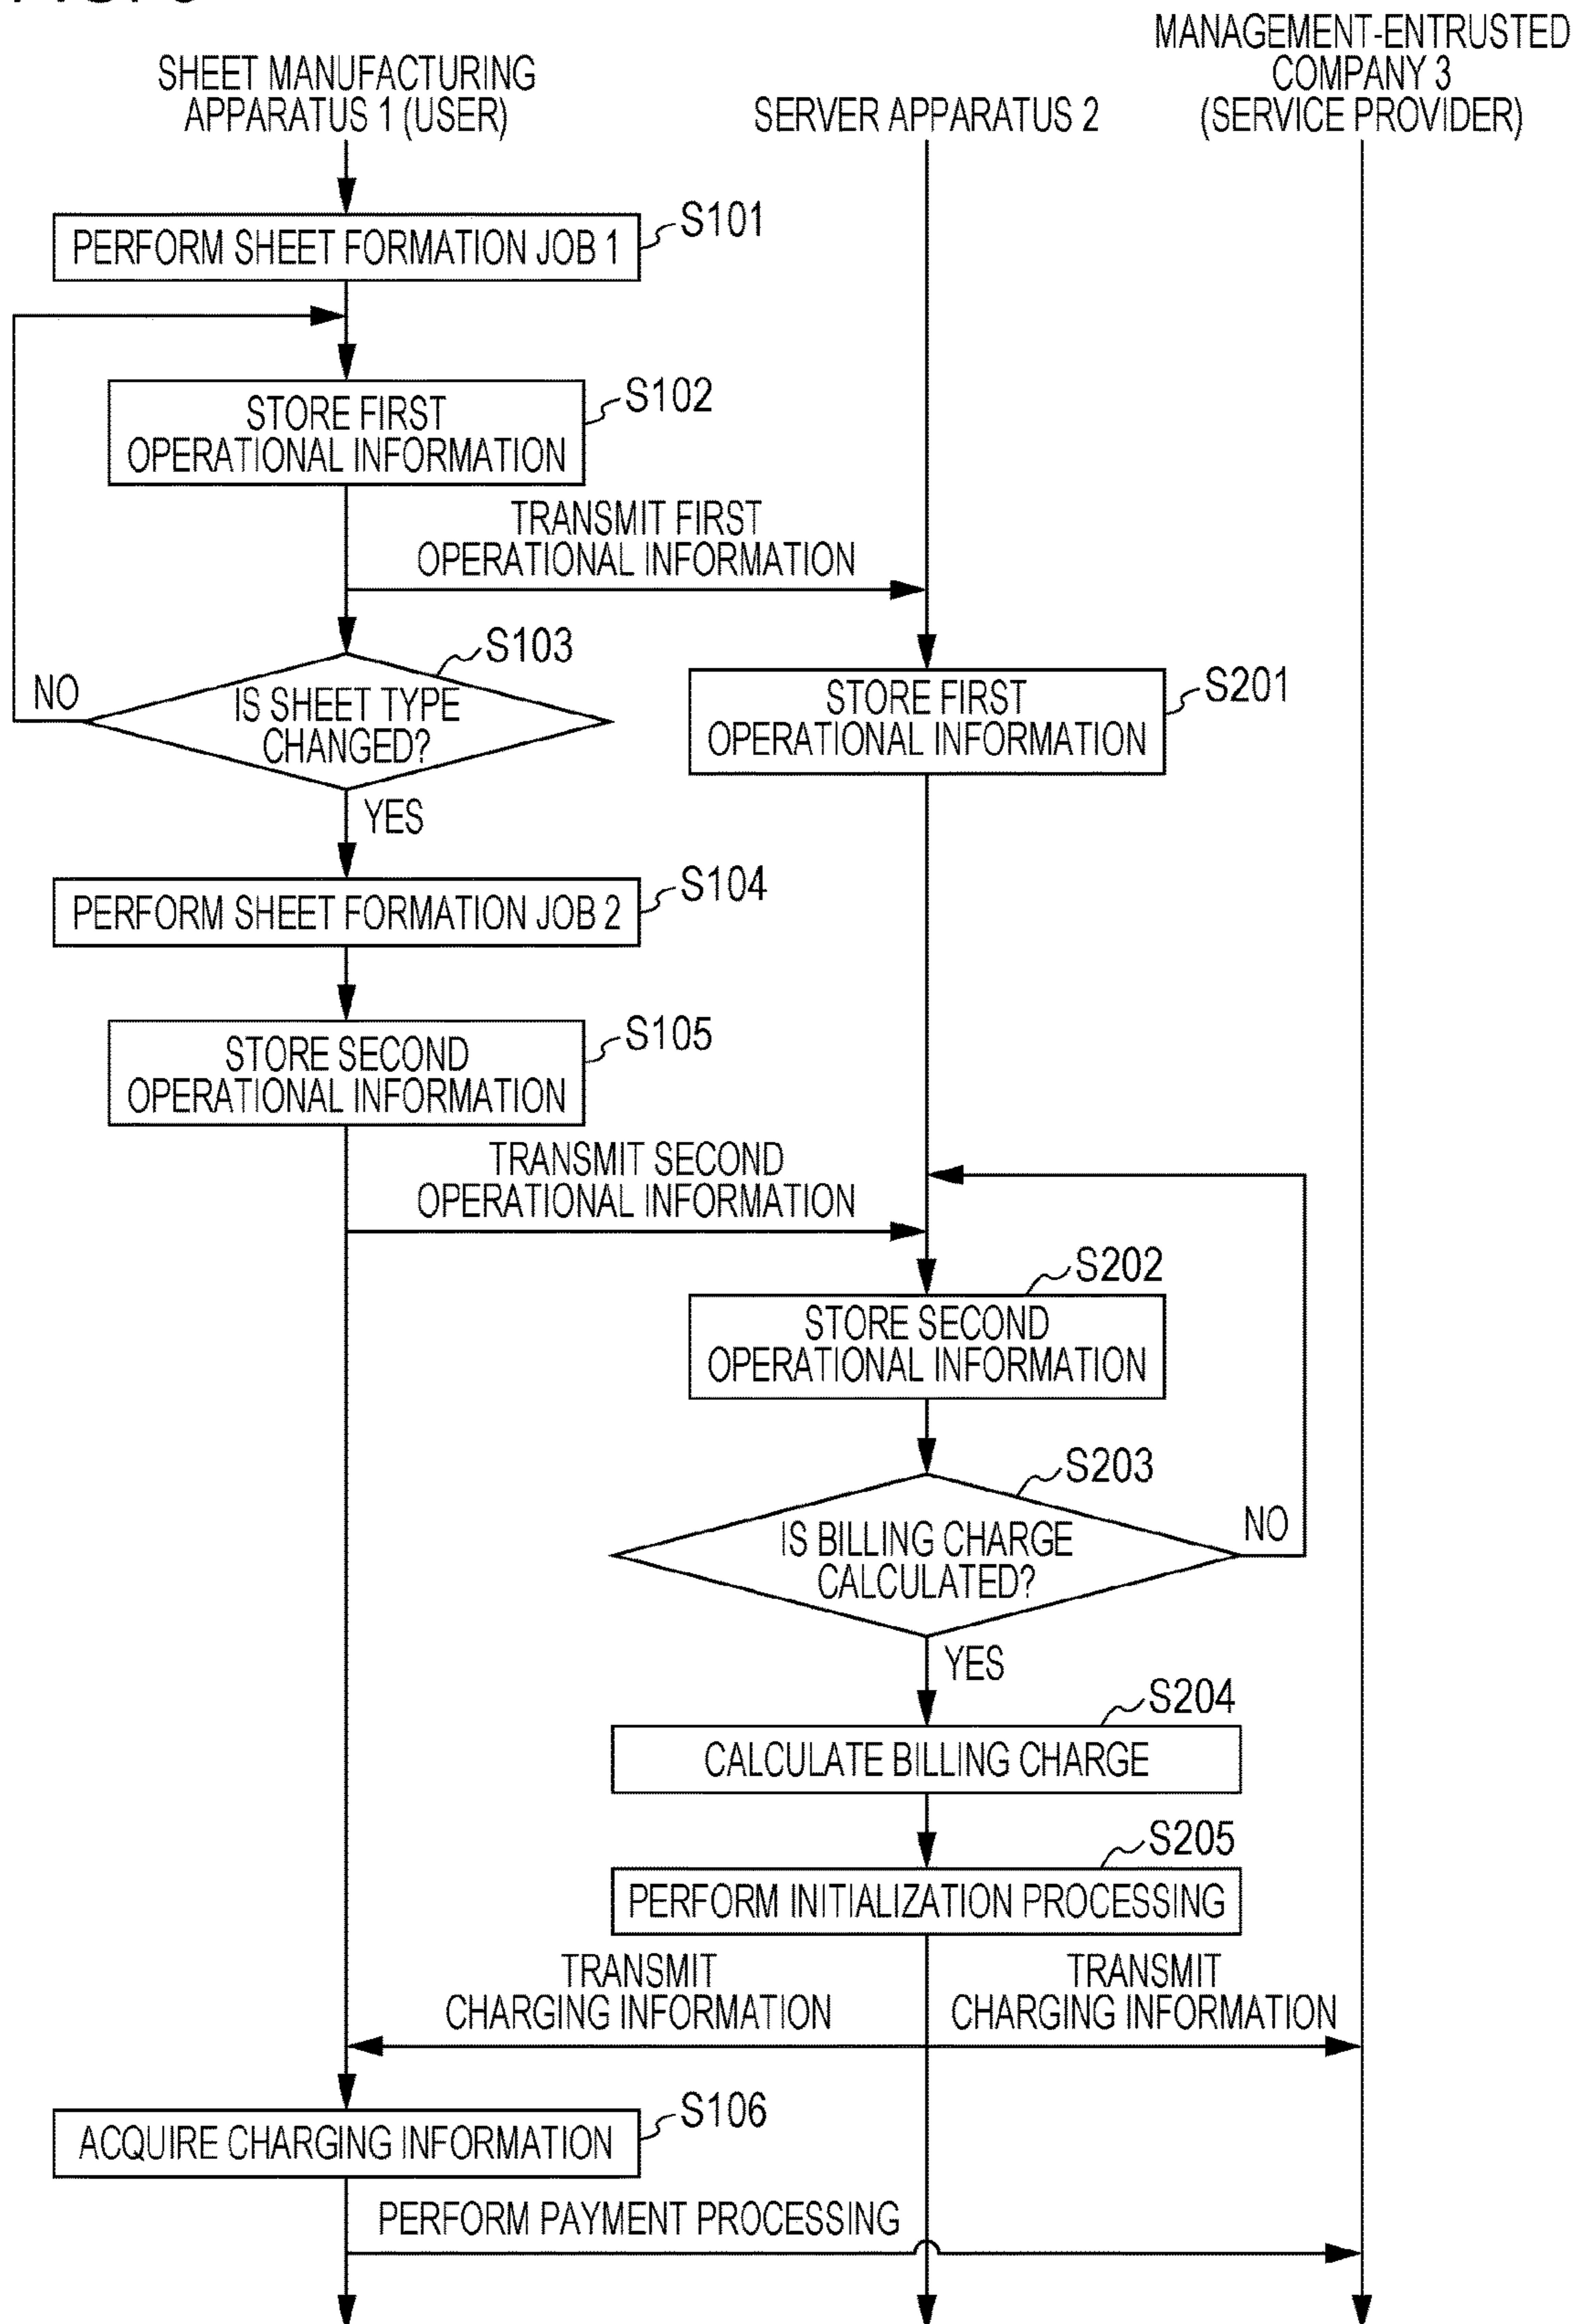 MANAGEMENT-ENTRUSTED
COMPANY 3
(SERVICE PROVIDER)
SHEET MANUFACTURING
APPARATUS 1 (USER)
SERVER APPARATUS 2
S101
PERFORM SHEET FORMATION JOB 1
S102
STORE FIRST
OPERATIONAL INFORMATION
TRANSMIT FIRST
OPERATIONAL INFORMATION
S103
NO
IS SHEET TYPE
CHANGED?
S201
STORE FIRST
OPERATIONAL INFORMATION
YES
S104
PERFORM SHEET FORMATION JOB 2
S105
STORE SECOND
OPERATIONAL INFORMATION
TRANSMIT SECOND
OPERATIONAL INFORMATION
S202
STORE SECOND
OPERATIONAL INFORMATION
S203
NO
IS BILLING CHARGE
CALCULATED?
YES
S204
CALCULATE BILLING CHARGE
S205
PERFORM INITIALIZATION PROCESSING
TRANSMIT
CHARGING INFORMATION
TRANSMIT
CHARGING INFORMATION
S106
ACQUIRE CHARGING INFORMATION
PERFORM PAYMENT PROCESSING